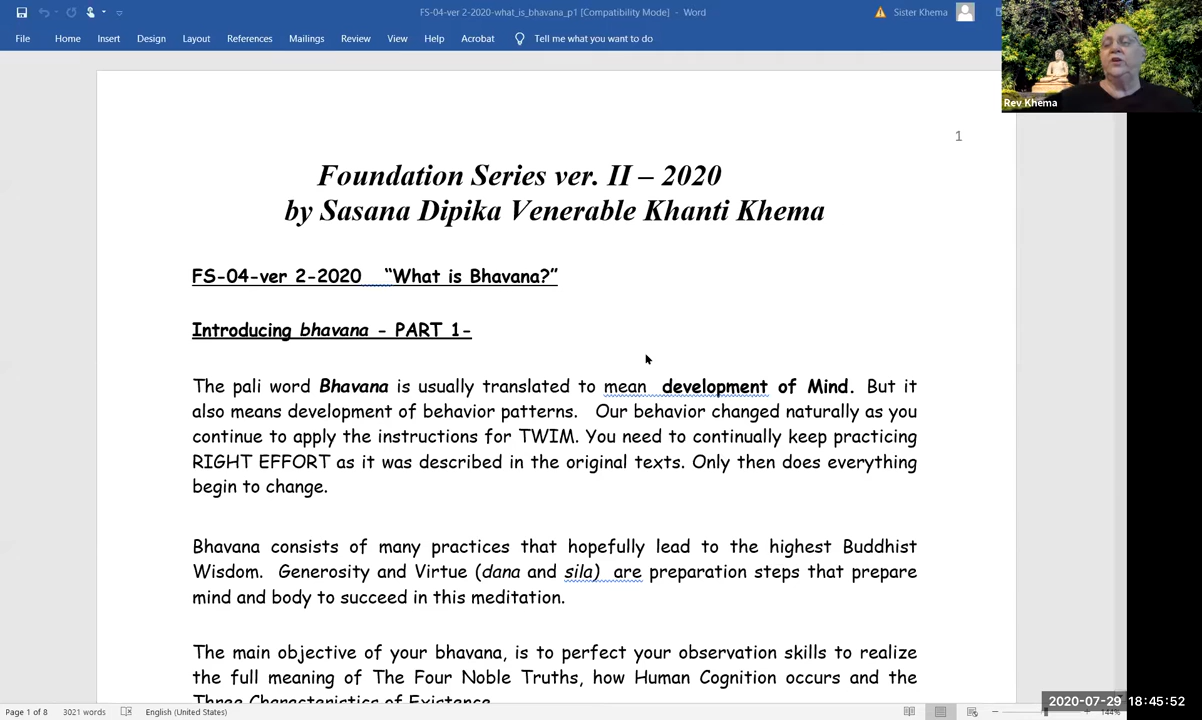 FS-04-ver 2-2020-what_is_bhavana_p1 [Compatibility Mode] - Word
Sister Khema
File Home Insert Design Layout References Mailings Review View Help Acrobat Tell me what you want to do
Rev Khema
1
Foundation Series ver. II – 2020
by Sasana Dipika Venerable Khanti Khema
FS-04-ver 2-2020 “What is Bhavana?”
Introducing bhavana - PART 1-
The pali word Bhavana is usually translated to mean development of Mind. But it
also means development of behavior patterns. Our behavior changed naturally as you
continue to apply the instructions for TWIM. You need to continually keep practicing
RIGHT EFFORT as it was described in the original texts. Only then does everything
begin to change.
Bhavana consists of many practices that hopefully lead to the highest Buddhist
Wisdom. Generosity and Virtue (dana and sila) are preparation steps that prepare
mind and body to succeed in this meditation.
The main objective of your bhavana, is to perfect your observation skills to realize
the full meaning of The Four Noble Truths, how Human Cognition occurs and the
Three Characteristics of Existence
Page 1 of 8 3021 words English (United States)
2020-07-29 18:45:52
144%